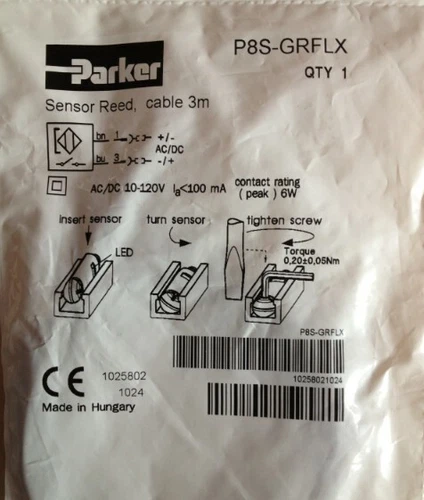 Parker
P8S-GRFLX
QTY 1
Sensor Reed, cable 3m
bn 1 +/-
AC/DC
bu 3 -/+
AC/DC 10-120V Ia<100 mA contact rating ( peak ) 6W
insert sensor turn sensor tighten screw
LED
Torque
0,20±0,05Nm
P8S-GRFLX
10258021024
CE 1025802
1024
Made in Hungary